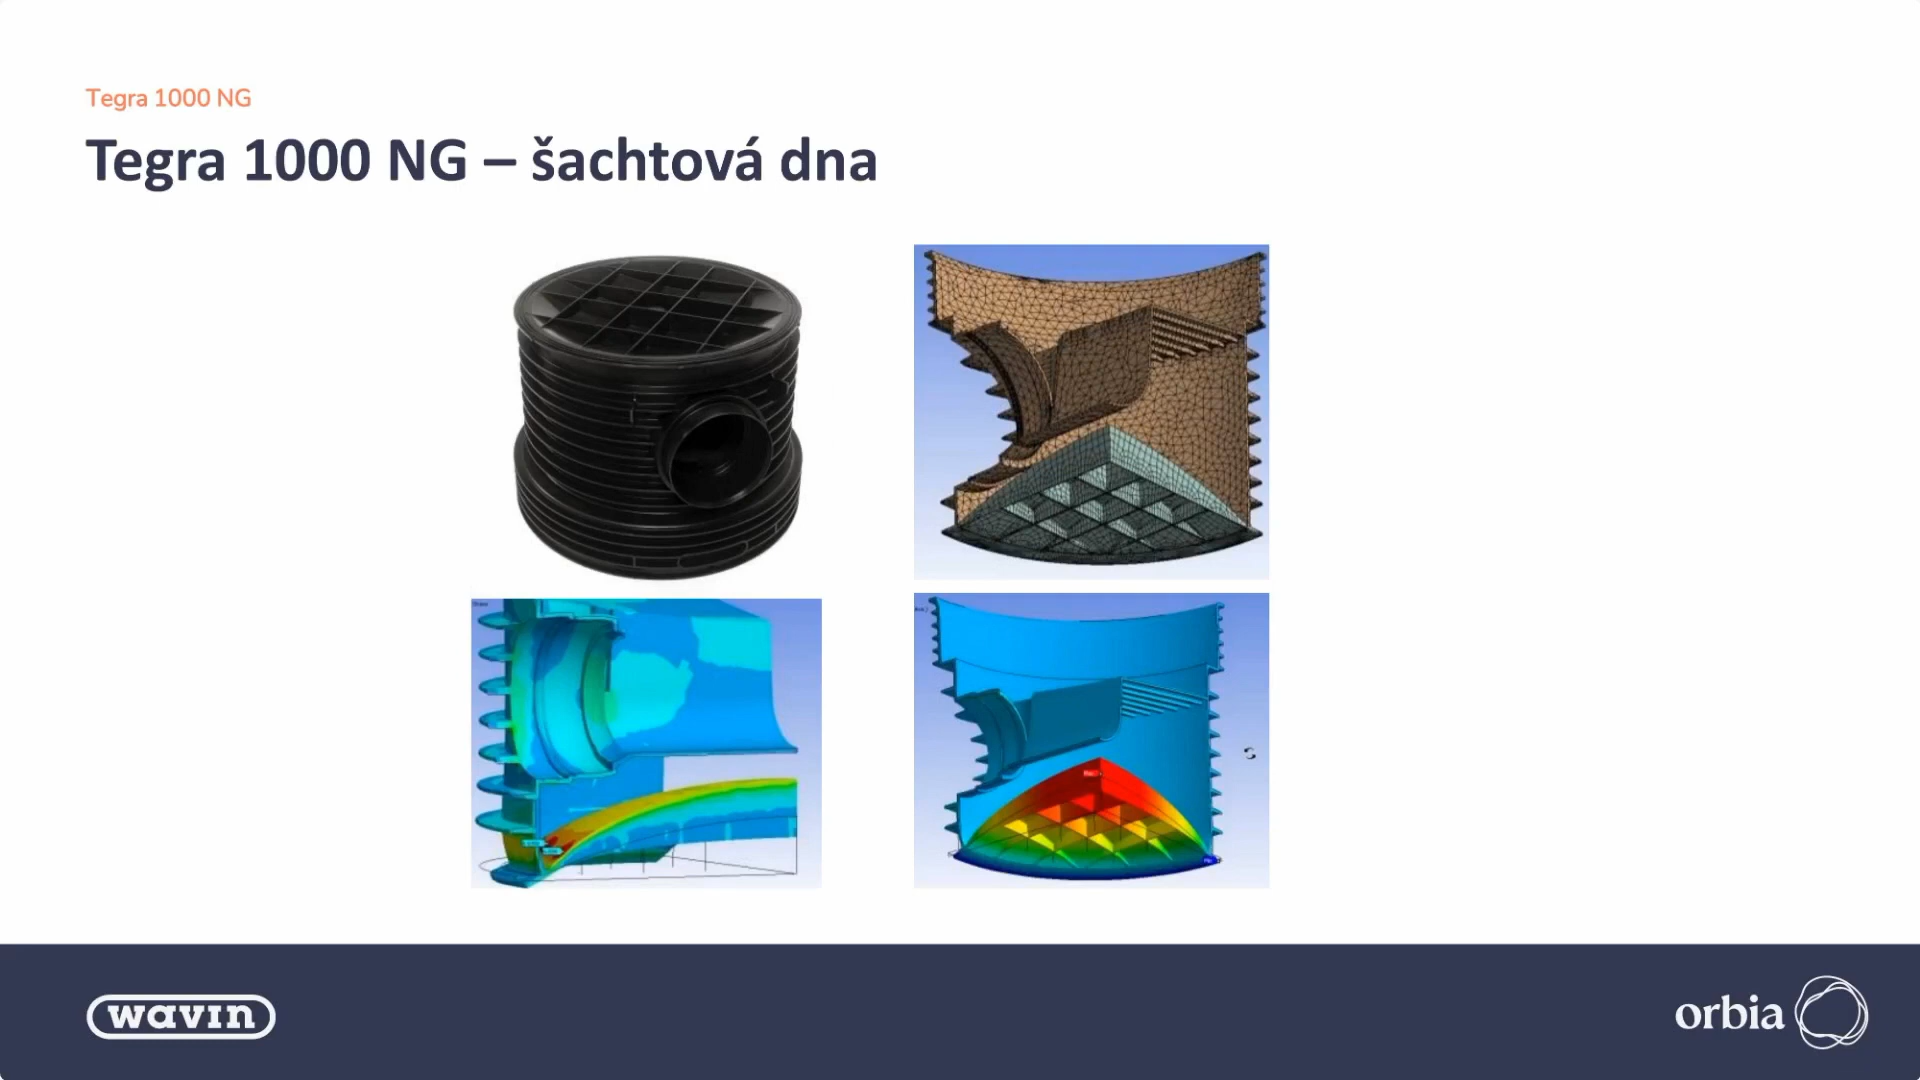 Tegra 1000 NG
Tegra 1000 NG – šachtová dna
wavin
orbia